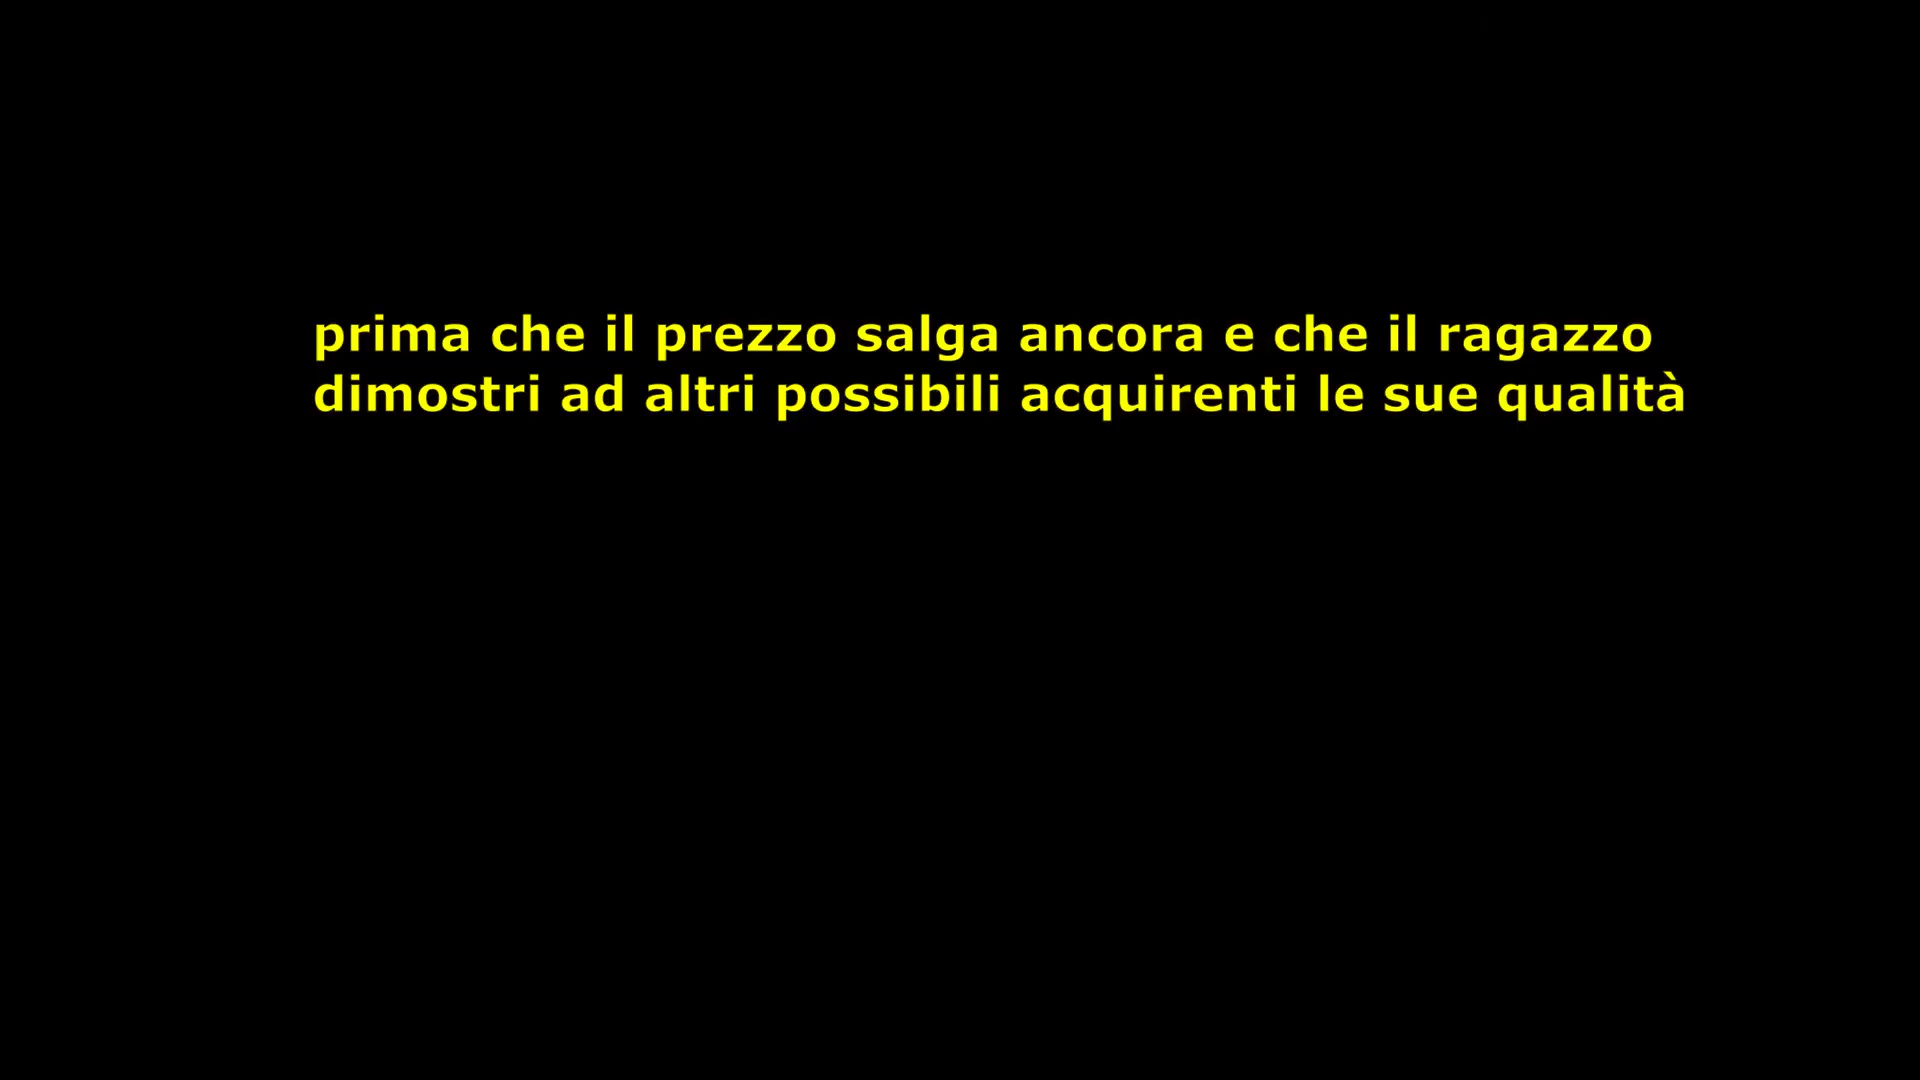 prima che il prezzo salga ancora e che il ragazzo
dimostri ad altri possibili acquirenti le sue qualità